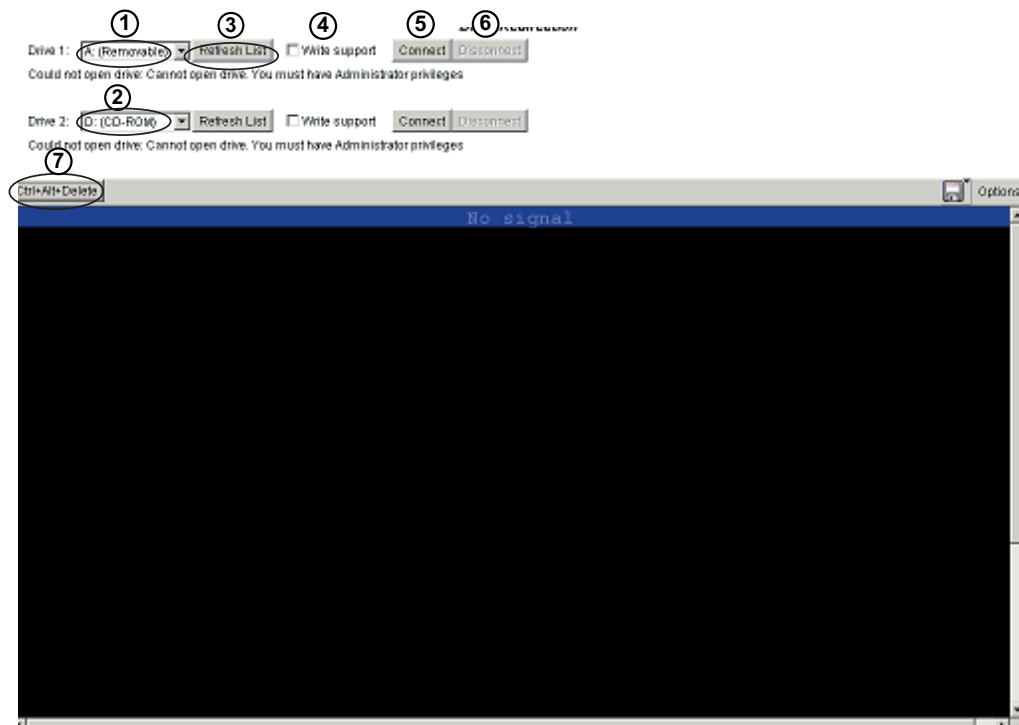 1 3 4 5 6
Drive 1: A: (Removable) Refresh List Write support Connect Disconnect
Could not open drive: Cannot open drive. You must have Administrator privileges
2
Drive 2: D: (CD-ROM) Refresh List Write support Connect Disconnect
Could not open drive: Cannot open drive. You must have Administrator privileges
7
Ctrl+Alt+Delete Options
No signal